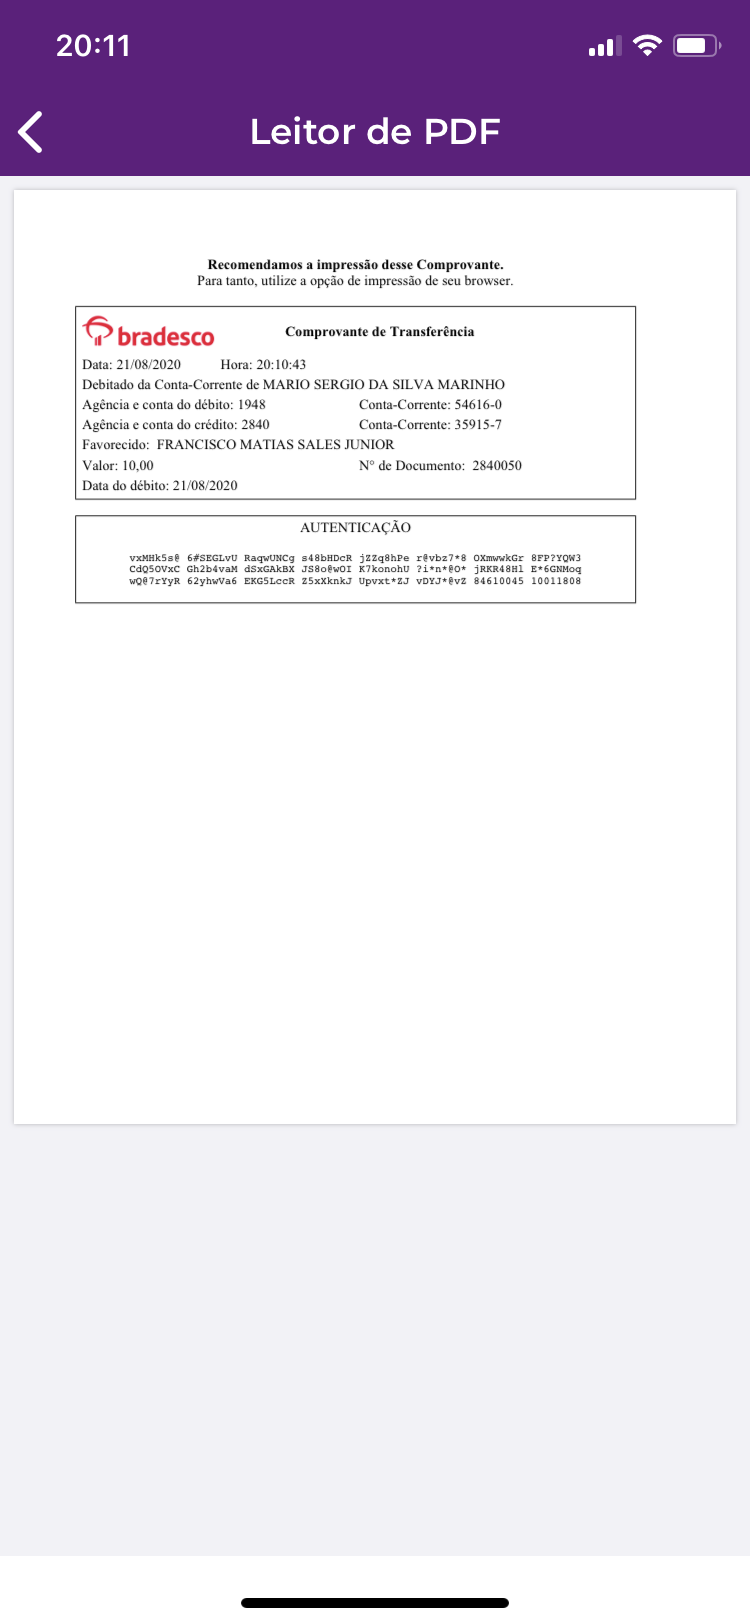 20:11
Leitor de PDF
Recomendamos a impressão desse Comprovante.
Para tanto, utilize a opção de impressão de seu browser.
bradesco Comprovante de Transferência
Data: 21/08/2020 Hora: 20:10:43
Debitado da Conta-Corrente de MARIO SERGIO DA SILVA MARINHO
Agência e conta do débito: 1948 Conta-Corrente: 54616-0
Agência e conta do crédito: 2840 Conta-Corrente: 35915-7
Favorecido: FRANCISCO MATIAS SALES JUNIOR
Valor: 10,00 N° de Documento: 2840050
Data do débito: 21/08/2020
AUTENTICAÇÃO
vxMHk5s@ 6#SEGLvU RaqwUNCg s48bHDcR jZZq8hPe r@vbz7*8 OXmwwkGr 8FP?YQW3
CdQ5OVxC Gh2b4vaM dSxGAkBX JS8o@wOI K7konohU ?i*n*@O* jRKR48Hl E*6GNMoq
wQ@7rYyR 62yhwVa6 EKG5LccR Z5xXknkJ Upvxt*ZJ vDYJ*@vZ 84610045 10011808